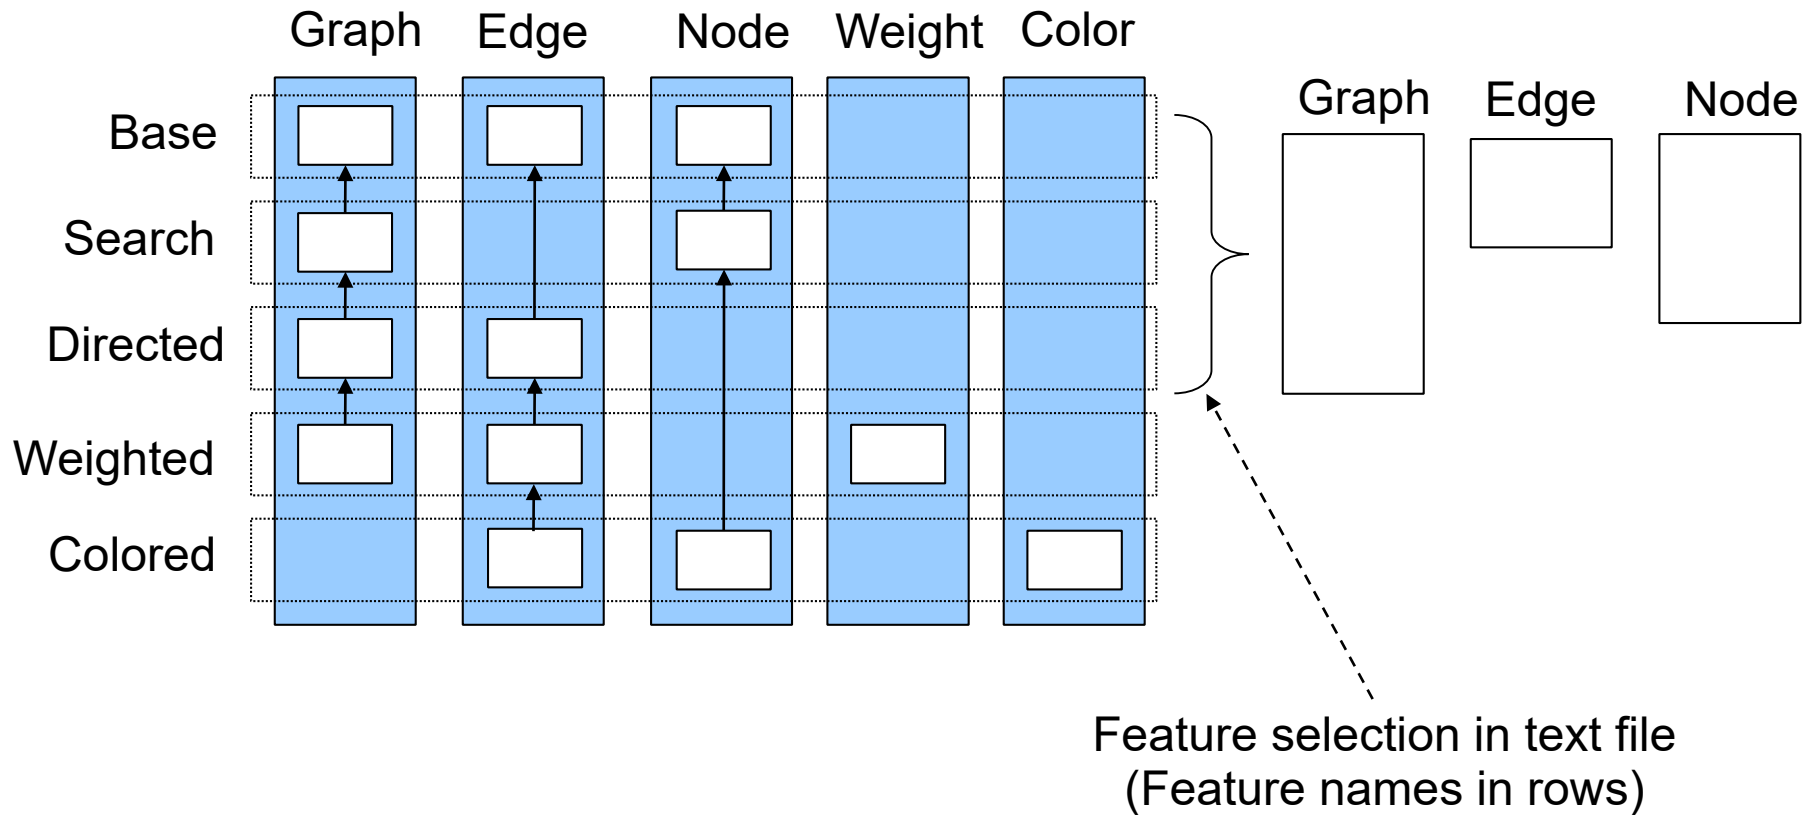 Graph Edge Node Weight Color
Graph Edge Node
Base
Search
Directed
Weighted
Colored
Feature selection in text file
(Feature names in rows)